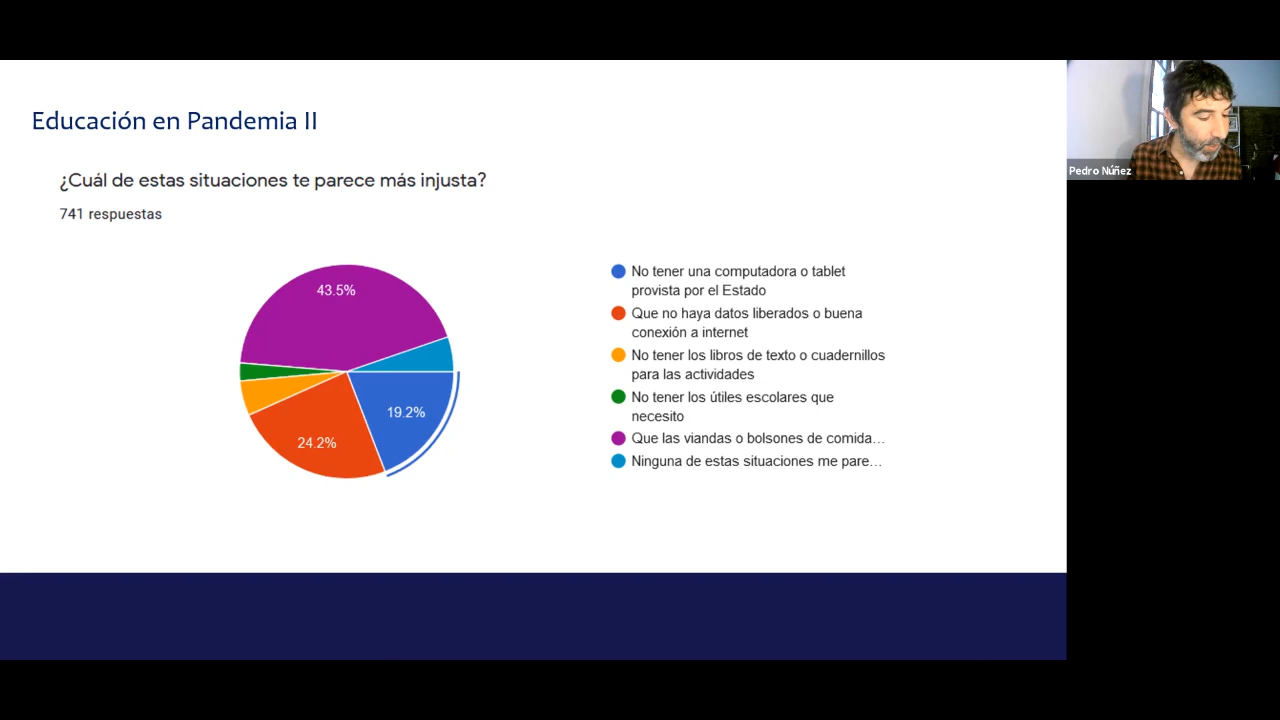 Educación en Pandemia II
¿Cuál de estas situaciones te parece más injusta?
741 respuestas
43.5%
19.2%
24.2%
No tener una computadora o tablet
provista por el Estado
Que no haya datos liberados o buena
conexión a internet
No tener los libros de texto o cuadernillos
para las actividades
No tener los útiles escolares que
necesito
Que las viandas o bolsones de comida...
Ninguna de estas situaciones me pare...
Pedro Núñez